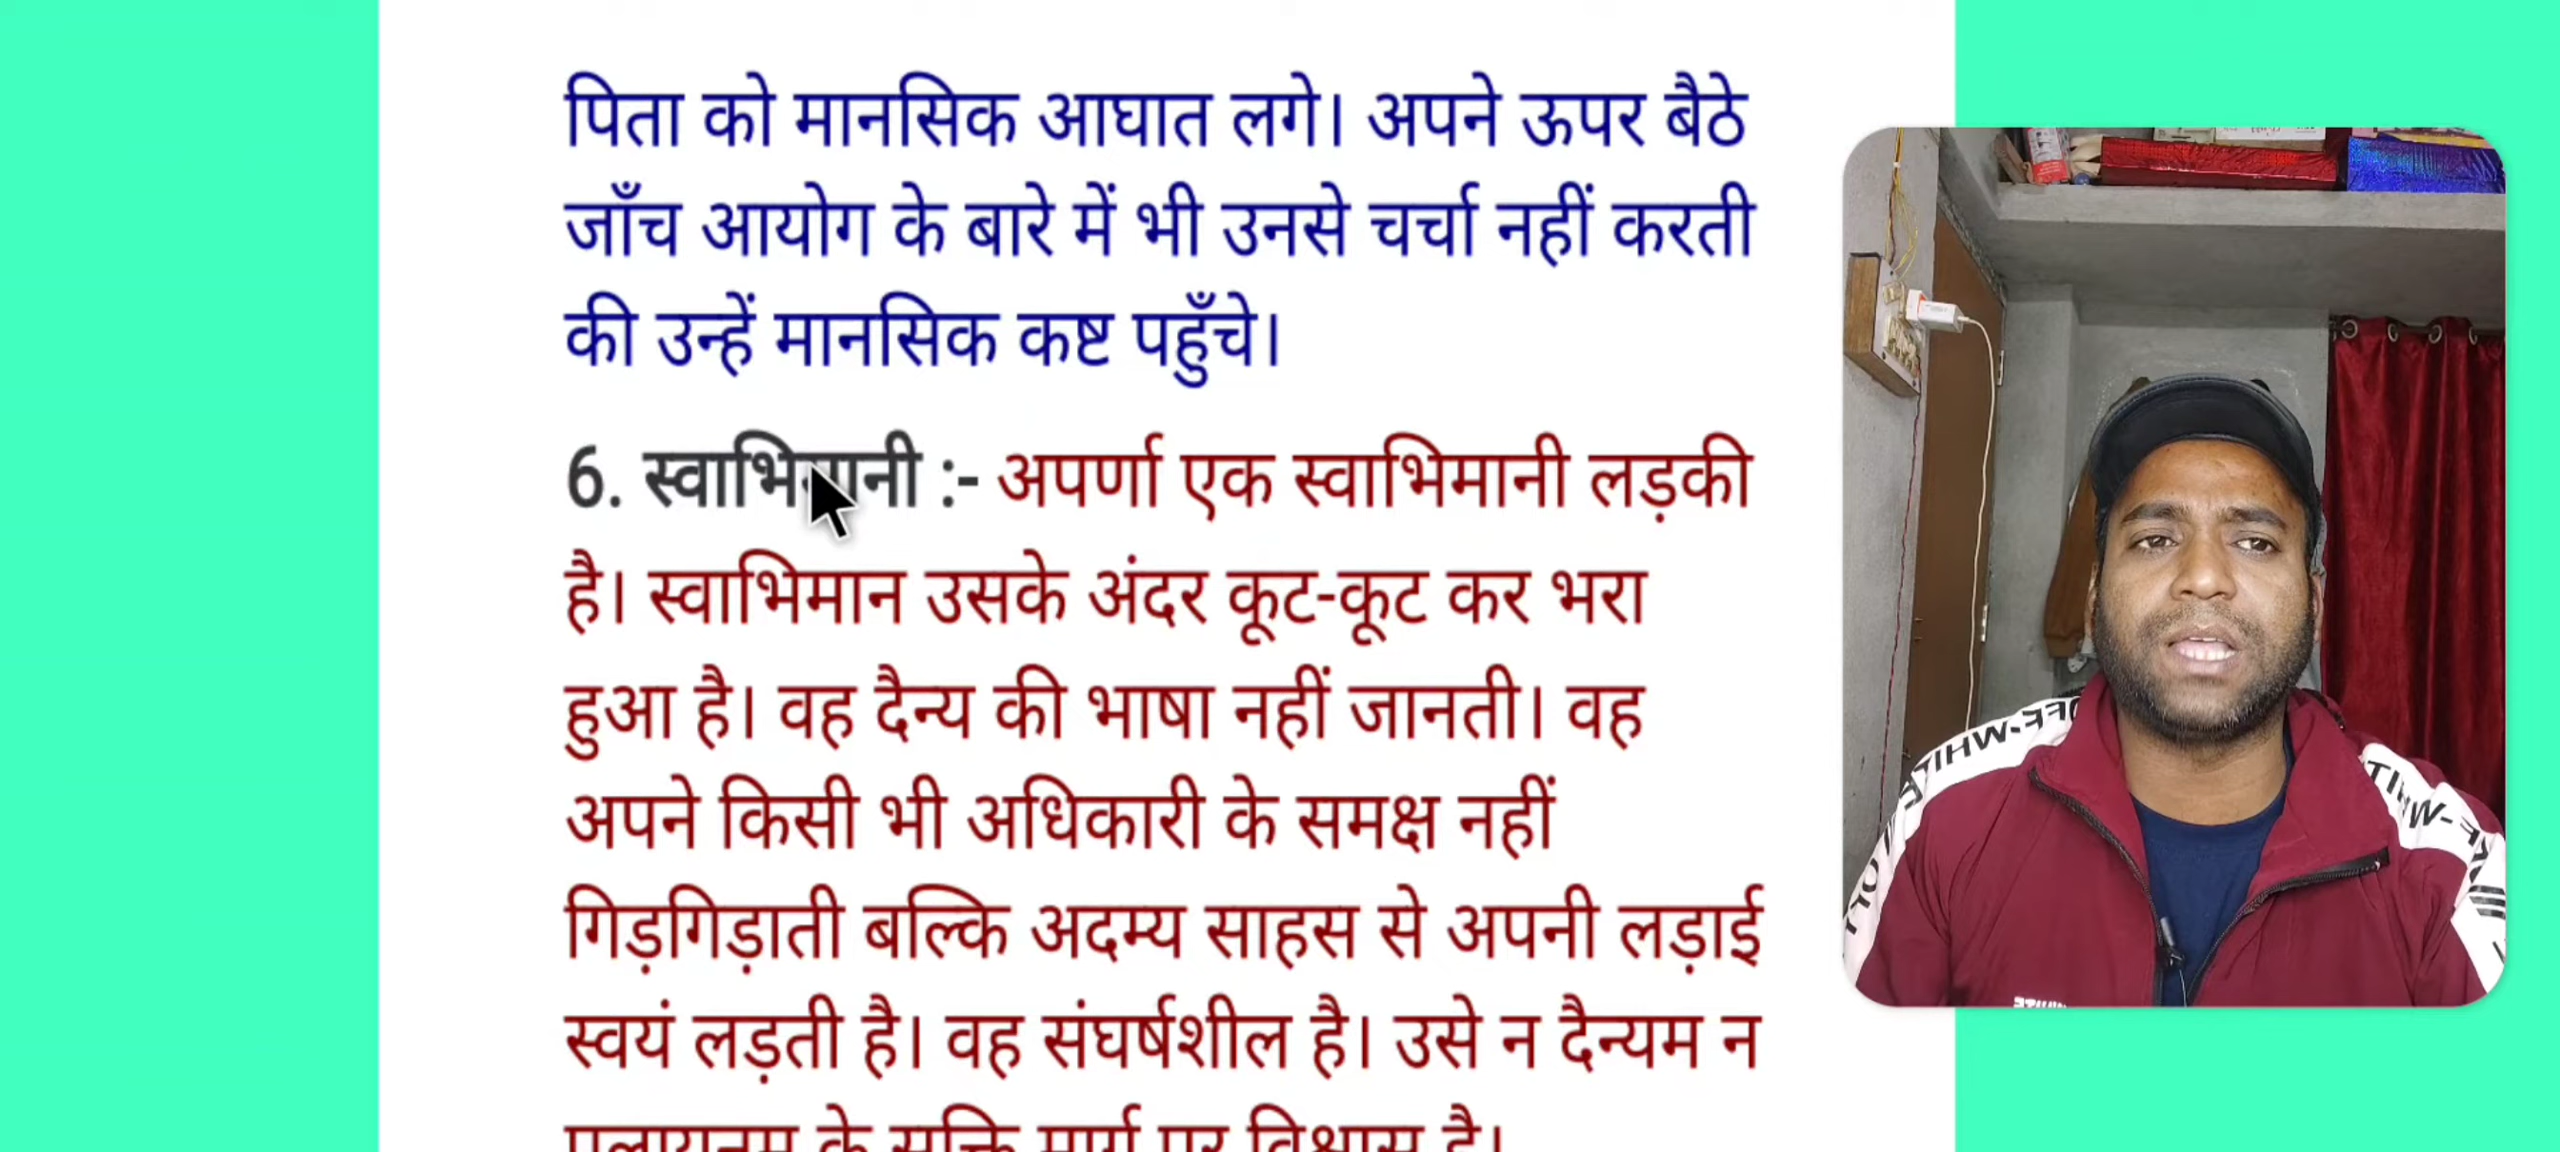 पिता को मानसिक आघात लगे। अपने ऊपर बैठे
जाँच आयोग के बारे में भी उनसे चर्चा नहीं करती
की उन्हें मानसिक कष्ट पहुँचे।
6. स्वाभिमानी :- अपर्णा एक स्वाभिमानी लड़की
है। स्वाभिमान उसके अंदर कूट-कूट कर भरा
हुआ है। वह दैन्य की भाषा नहीं जानती। वह
अपने किसी भी अधिकारी के समक्ष नहीं
गिड़गिड़ाती बल्कि अदम्य साहस से अपनी लड़ाई
स्वयं लड़ती है। वह संघर्षशील है। उसे न दैन्यम न
के मार्ग पर विश्वास है।